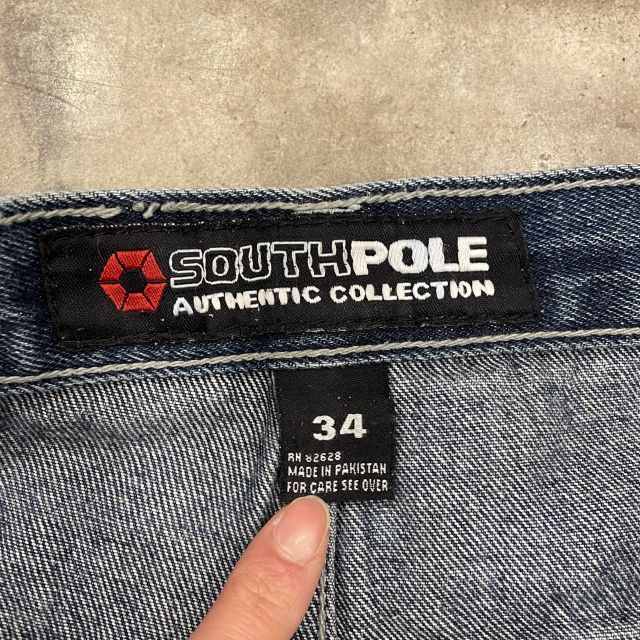 SOUTHPOLE
AUTHENTIC COLLECTION
34
RN 82628
MADE IN PAKISTAN
FOR CARE SEE OVER